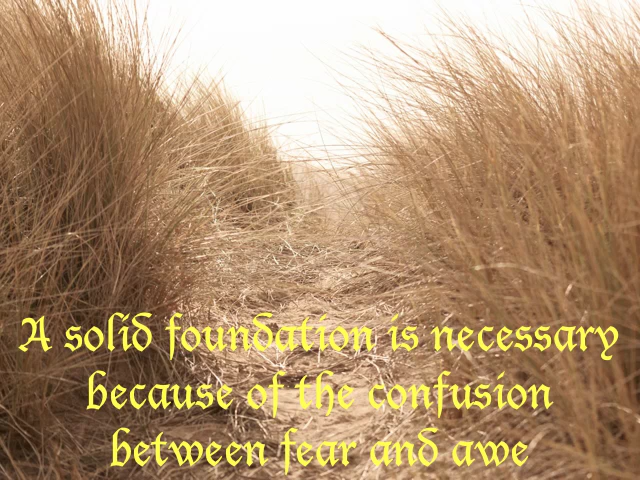 A solid foundation is necessary
because of the confusion
between fear and awe